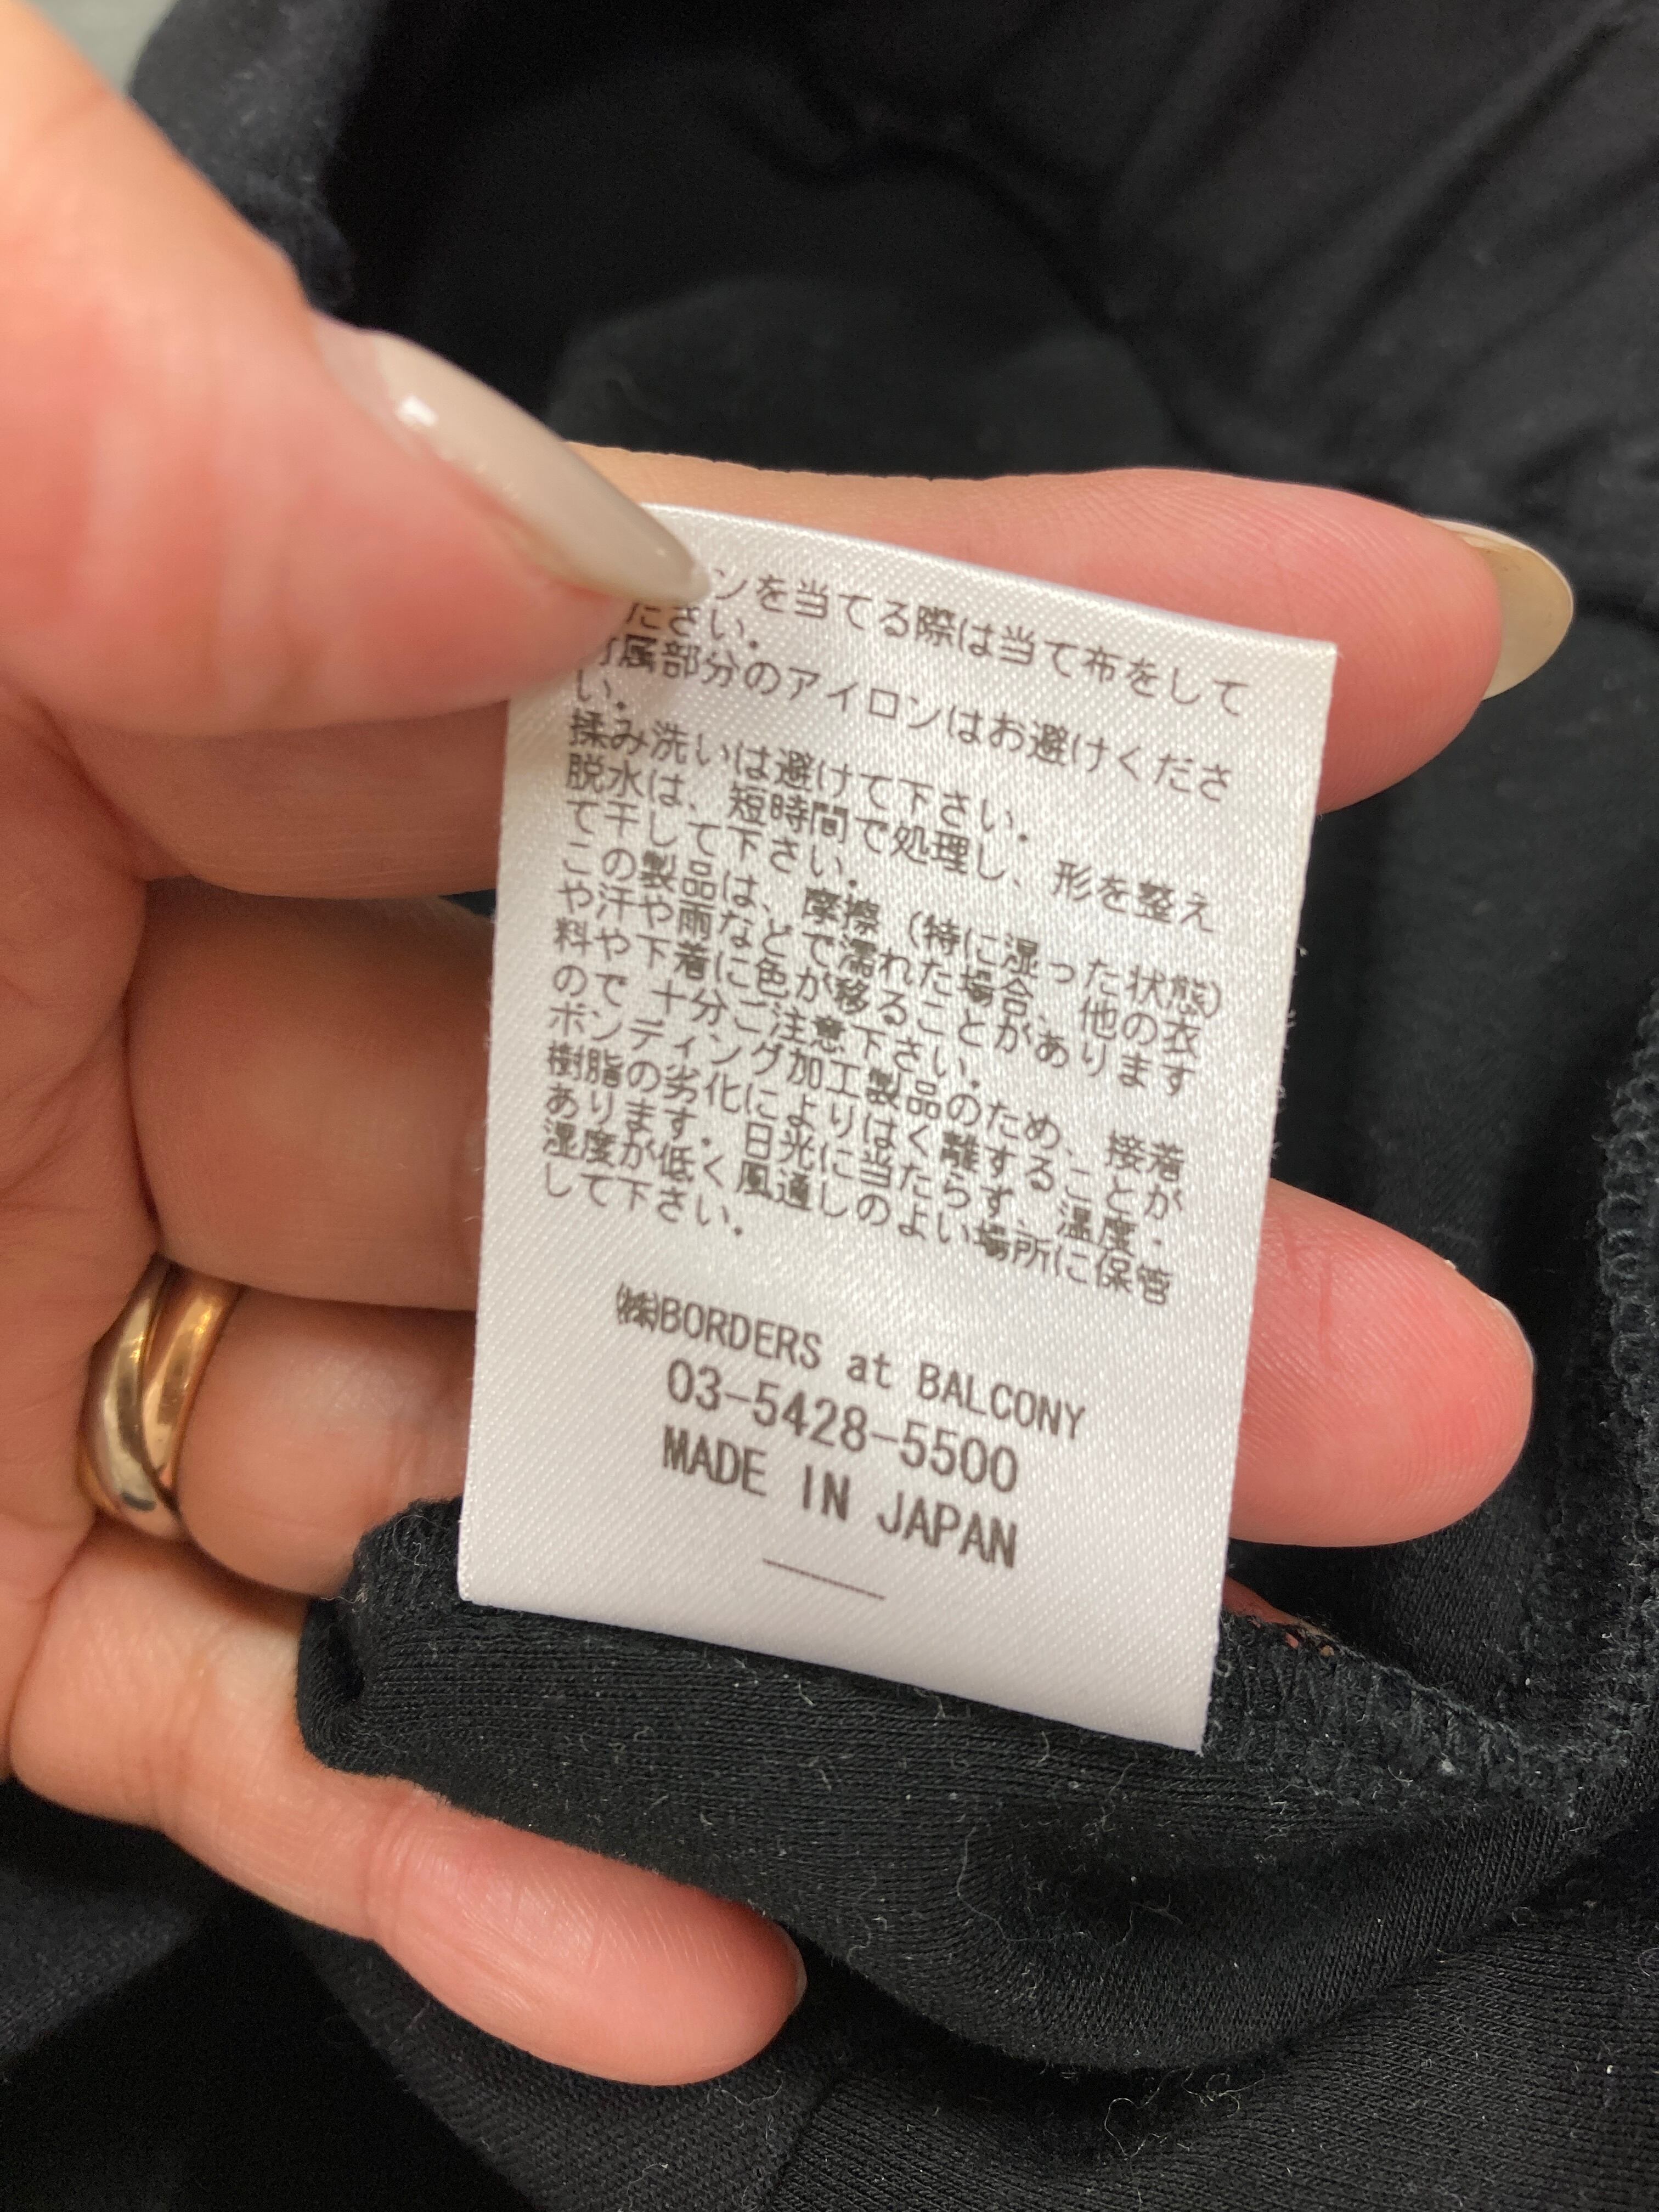 ンを当てる際は当て布をして
ださい．
付属部分のアイロンはお避けくださ
い．
揉み洗いは避けて下さい．
脱水は、短時間で処理し、形を整え
て干して下さい．
この製品は、摩擦（特に湿った状態）
や汗や雨などで濡れた場合、他の衣
料や下着に色が移ることがあります
ので十分ご注意下さい．
ボンディング加工製品のため、接着
樹脂の劣化によりはく離することが
あります．日光に当たらず、温度・
湿度が低く風通しのよい場所に保管
して下さい．
㈱BORDERS at BALCONY
03-5428-5500
MADE IN JAPAN